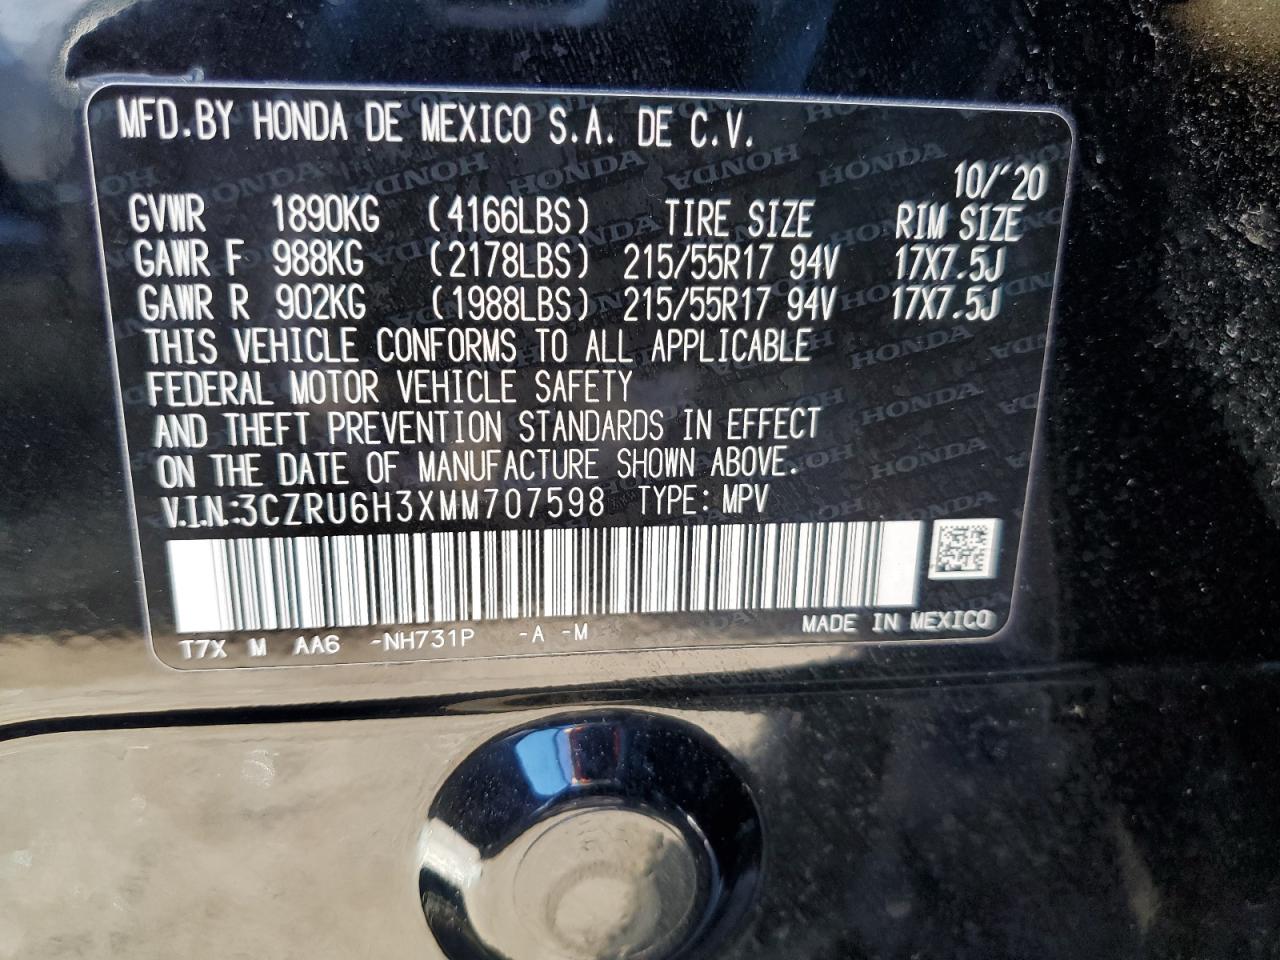 MFD.BY HONDA DE MEXICO S.A. DE C.V.
10/'20
GVWR 1890KG (4166LBS) TIRE SIZE RIM SIZE
GAWR F 988KG (2178LBS) 215/55R17 94V 17X7.5J
GAWR R 902KG (1988LBS) 215/55R17 94V 17X7.5J
THIS VEHICLE CONFORMS TO ALL APPLICABLE
FEDERAL MOTOR VEHICLE SAFETY
AND THEFT PREVENTION STANDARDS IN EFFECT
ON THE DATE OF MANUFACTURE SHOWN ABOVE.
V.I.N.:3CZRU6H3XMM707598 TYPE: MPV
T7X M AA6 -NH731P -A -M MADE IN MEXICO